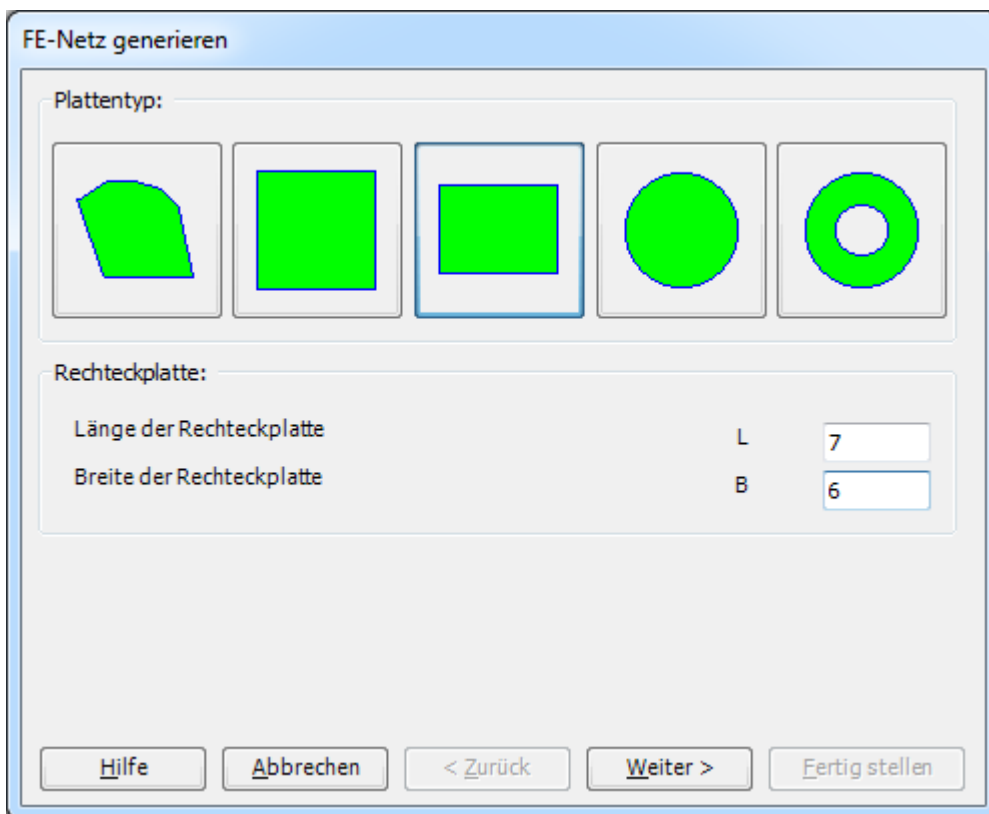 FE-Netz generieren
Plattentyp:
Rechteckplatte:
Länge der Rechteckplatte L 7
Breite der Rechteckplatte B 6
Hilfe Abbrechen < Zurück Weiter > Fertig stellen